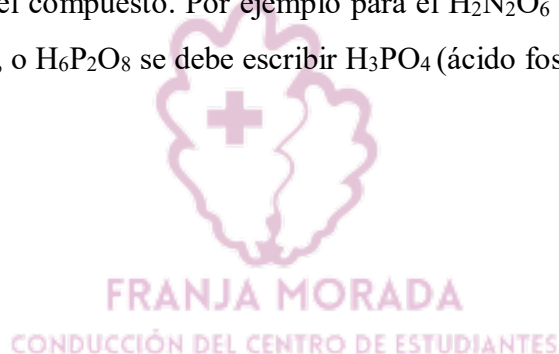 el compuesto. Por ejemplo para el H₂N₂O₆
, o H₆P₂O₈ se debe escribir H₃PO₄ (ácido fos
FRANJA MORADA
CONDUCCIÓN DEL CENTRO DE ESTUDIANTES